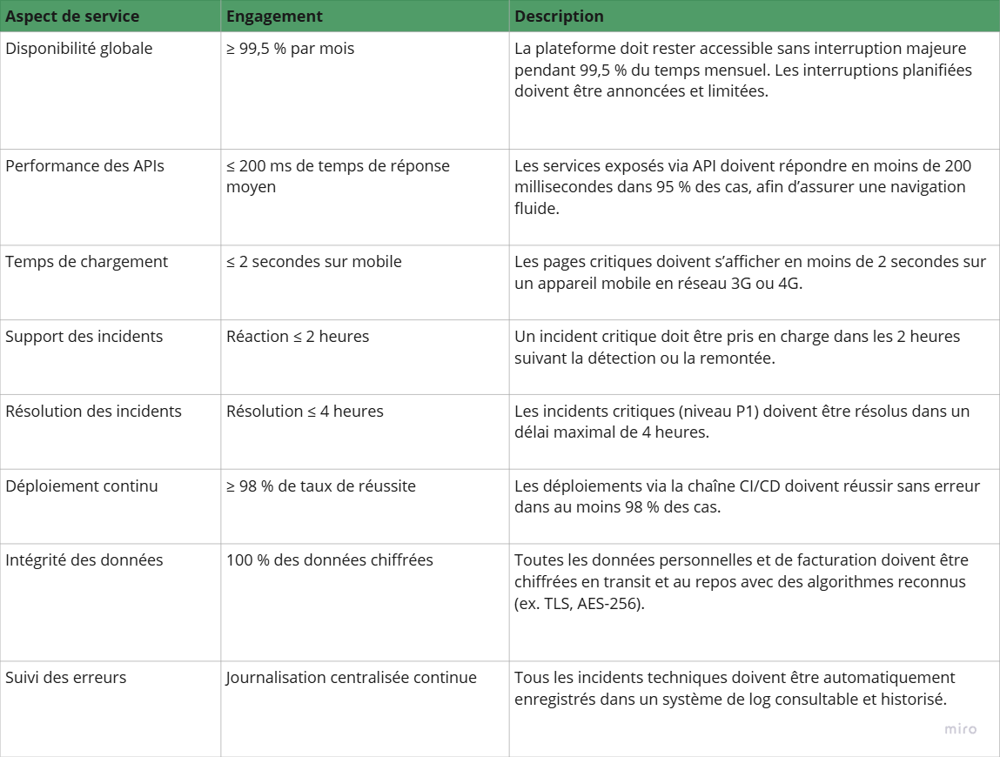 Aspect de service
Engagement
Description
Disponibilité globale
≥ 99,5 % par mois
La plateforme doit rester accessible sans interruption majeure
pendant 99,5 % du temps mensuel. Les interruptions planifiées
doivent être annoncées et limitées.
Performance des APIs
≤ 200 ms de temps de réponse
moyen
Les services exposés via API doivent répondre en moins de 200
millisecondes dans 95 % des cas, afin d’assurer une navigation
fluide.
Temps de chargement
≤ 2 secondes sur mobile
Les pages critiques doivent s’afficher en moins de 2 secondes sur
un appareil mobile en réseau 3G ou 4G.
Support des incidents
Réaction ≤ 2 heures
Un incident critique doit être pris en charge dans les 2 heures
suivant la détection ou la remontée.
Résolution des incidents
Résolution ≤ 4 heures
Les incidents critiques (niveau P1) doivent être résolus dans un
délai maximal de 4 heures.
Déploiement continu
≥ 98 % de taux de réussite
Les déploiements via la chaîne CI/CD doivent réussir sans erreur
dans au moins 98 % des cas.
Intégrité des données
100 % des données chiffrées
Toutes les données personnelles et de facturation doivent être
chiffrées en transit et au repos avec des algorithmes reconnus
(ex. TLS, AES-256).
Suivi des erreurs
Journalisation centralisée continue
Tous les incidents techniques doivent être automatiquement
enregistrés dans un système de log consultable et historisé.
miro